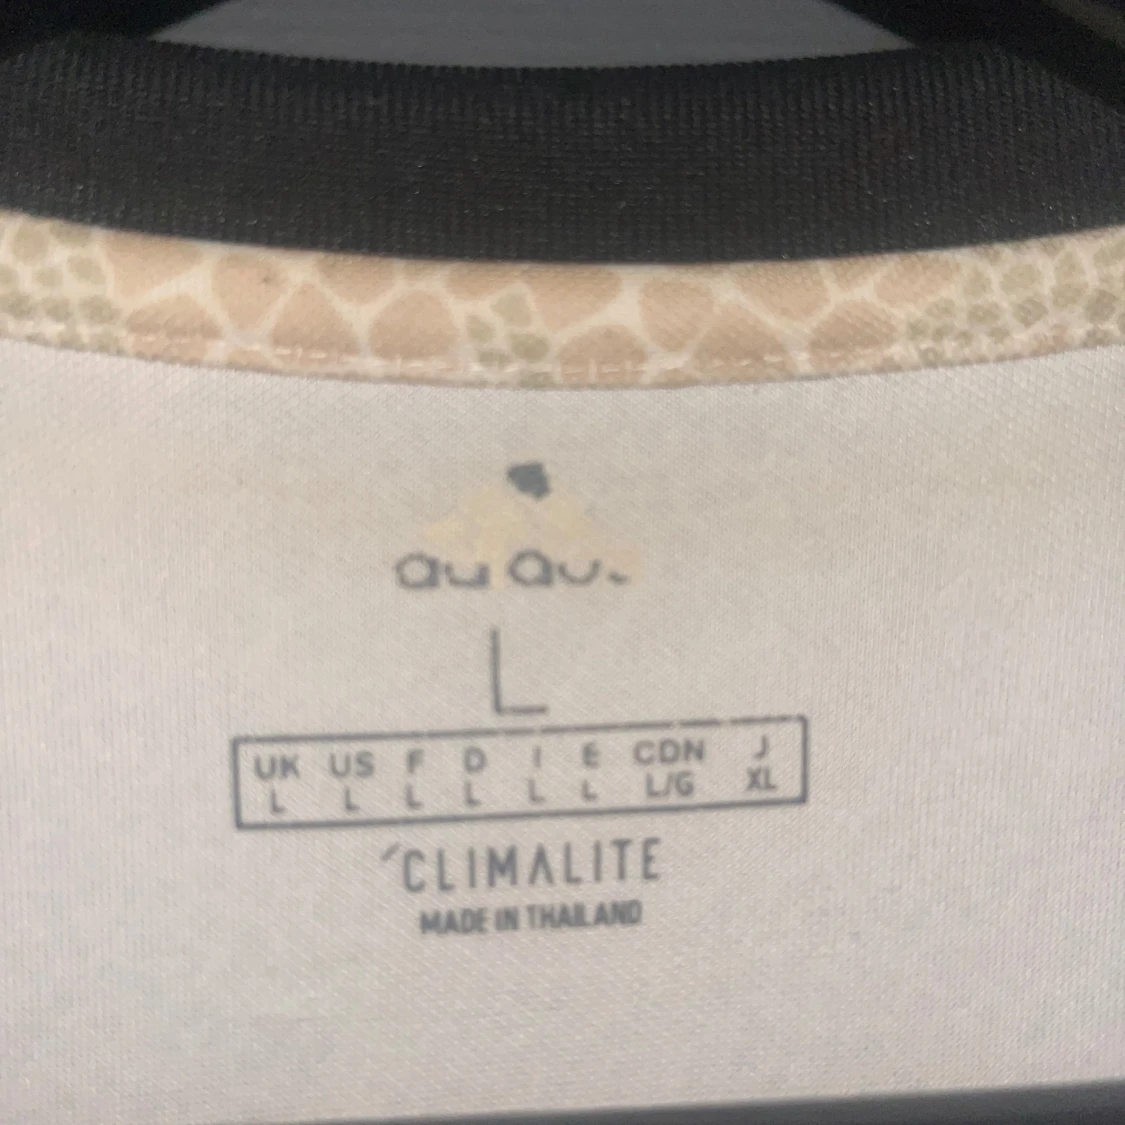 L
UK US F D I E CDN J
L L L L L L L/G XL
CLIMALITE
MADE IN THAILAND